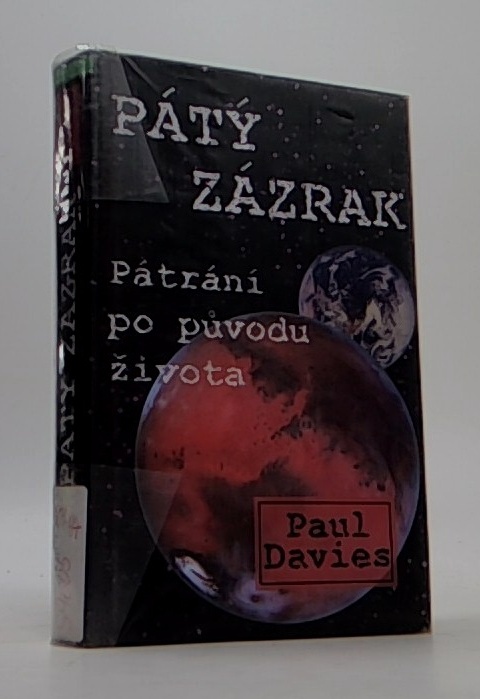 PÁTÝ
ZÁZRAK
Pátrání
po původu
života
Paul
Davies
PÁTÝ ZÁZRAK